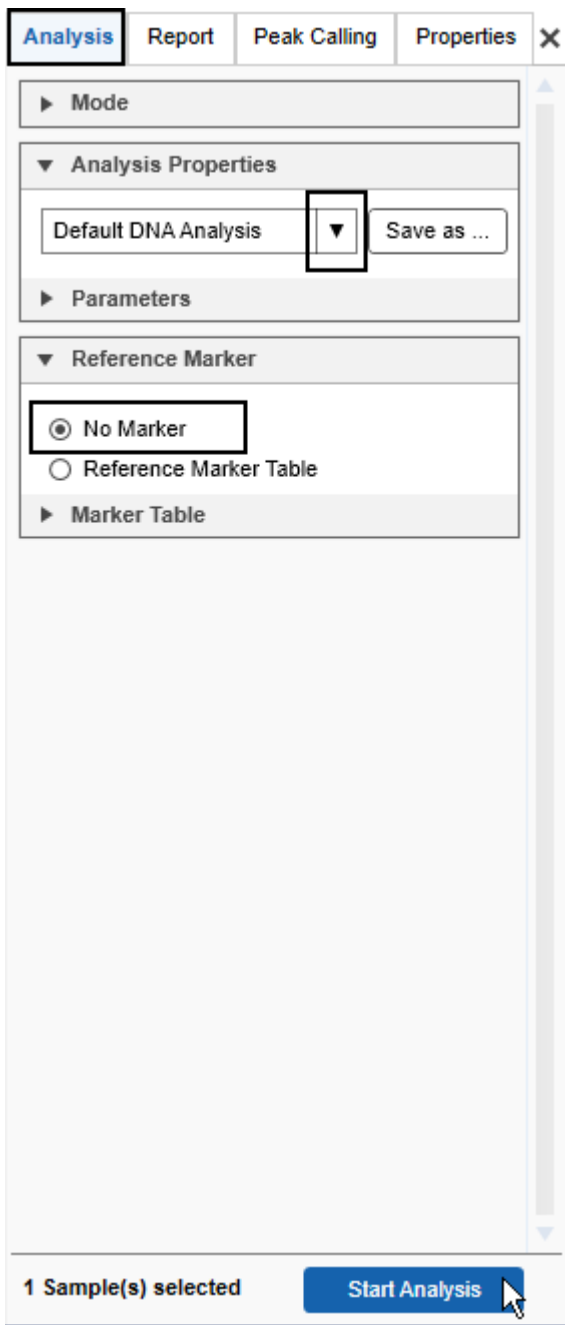 Analysis Report Peak Calling Properties
Mode
Analysis Properties
Default DNA Analysis Save as ...
Parameters
Reference Marker
No Marker
Reference Marker Table
Marker Table
1 Sample(s) selected Start Analysis